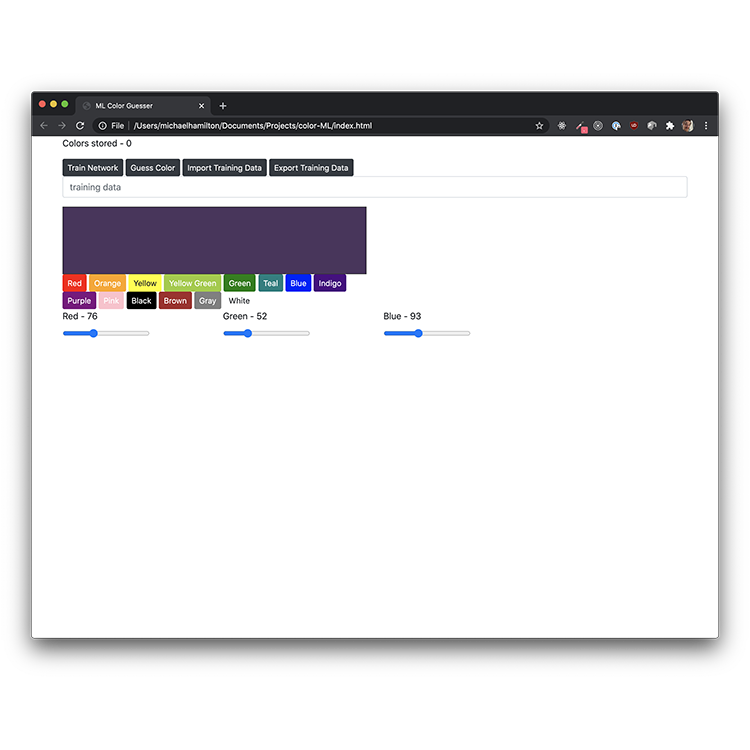 ML Color Guesser
File /Users/michaelhamilton/Documents/Projects/color-ML/index.html
Colors stored - 0
Train Network Guess Color Import Training Data Export Training Data
training data
Red Orange Yellow Yellow Green Green Teal Blue Indigo
Purple Pink Black Brown Gray White
Red - 76 Green - 52 Blue - 93